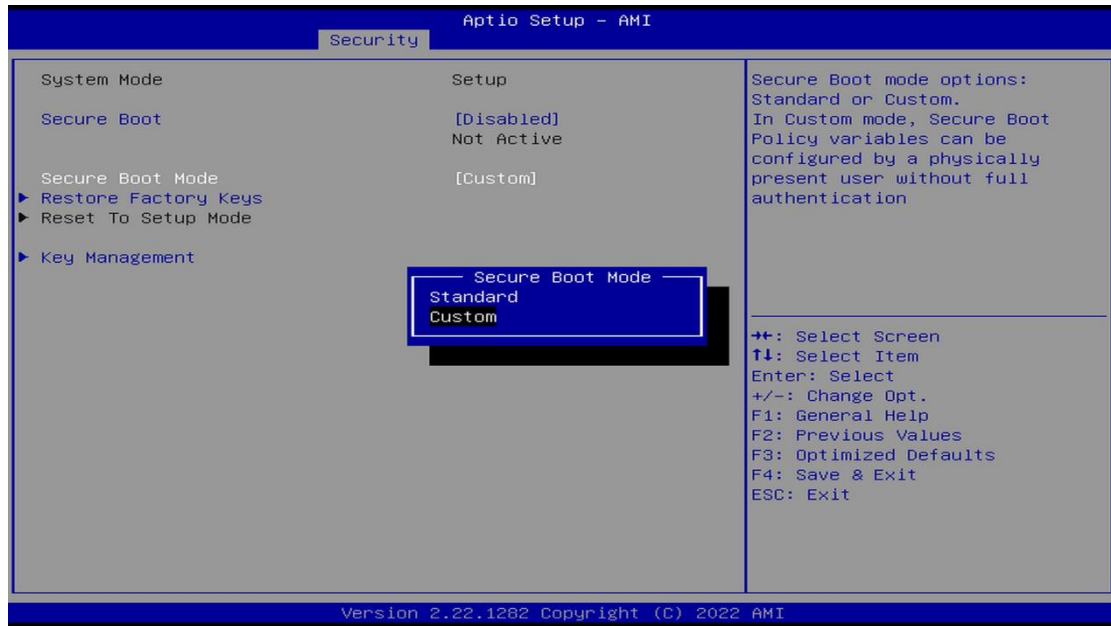 Aptio Setup – AMI
Security
System Mode Setup
Secure Boot [Disabled]
Not Active
Secure Boot Mode [Custom]
▶ Restore Factory Keys
▶ Reset To Setup Mode
▶ Key Management
Secure Boot Mode
Standard
Custom
Secure Boot mode options:
Standard or Custom.
In Custom mode, Secure Boot
Policy variables can be
configured by a physically
present user without full
authentication
→←: Select Screen
↑↓: Select Item
Enter: Select
+/-: Change Opt.
F1: General Help
F2: Previous Values
F3: Optimized Defaults
F4: Save & Exit
ESC: Exit
Version 2.22.1282 Copyright (C) 2022 AMI